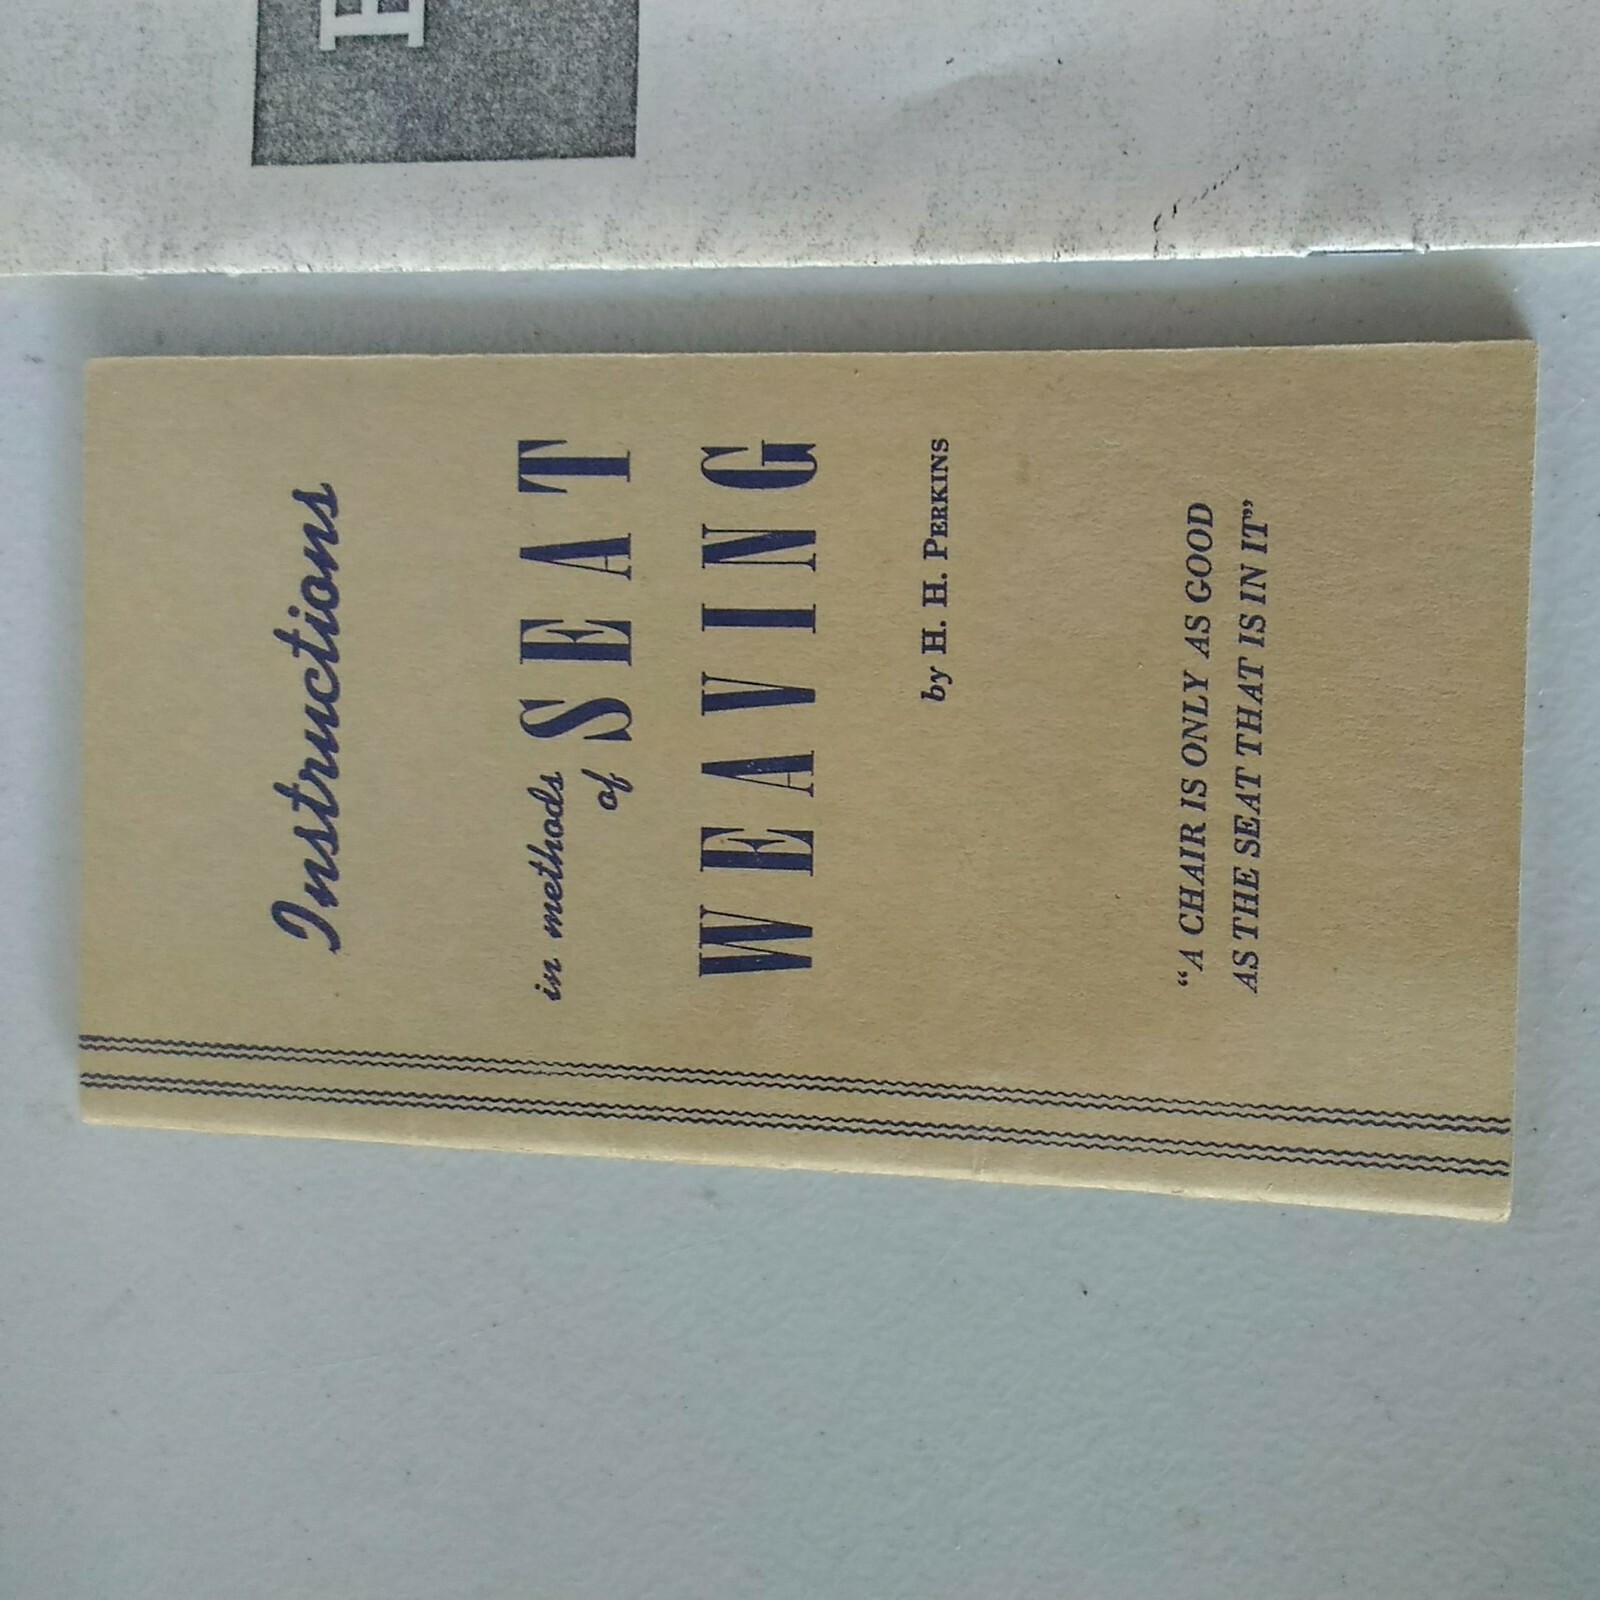 Instructions
in methods
of SEAT
WEAVING
by H. H. PERKINS
“A CHAIR IS ONLY AS GOOD
AS THE SEAT THAT IS IN IT”